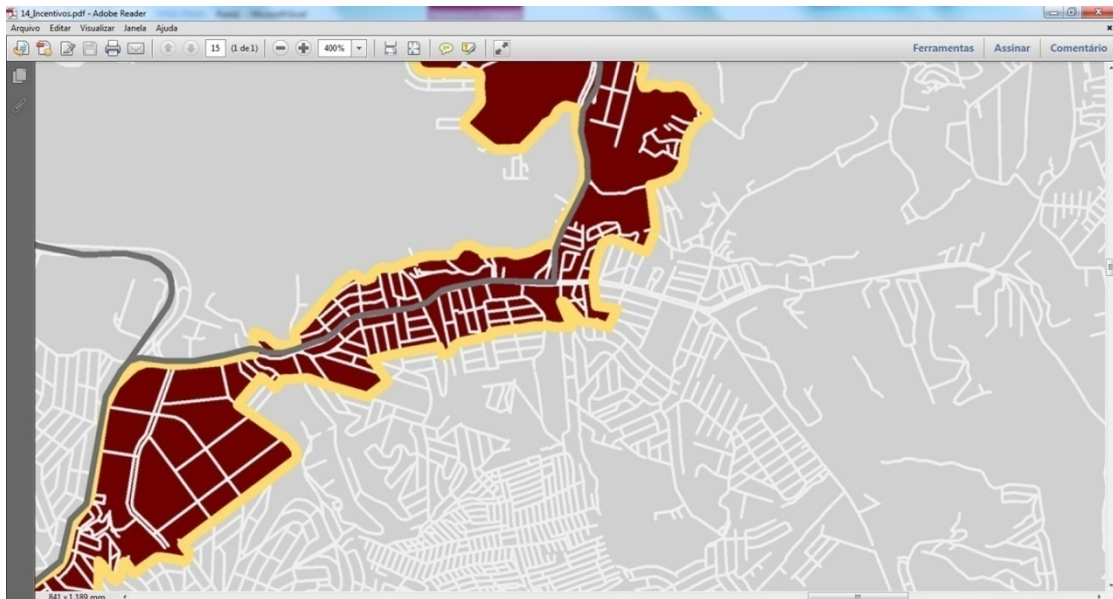 14_Incentivos.pdf - Adobe Reader
Arquivo Editar Visualizar Janela Ajuda
15 (1 de 1) 400% Ferramentas Assinar Comentário
841 x 1.189 mm